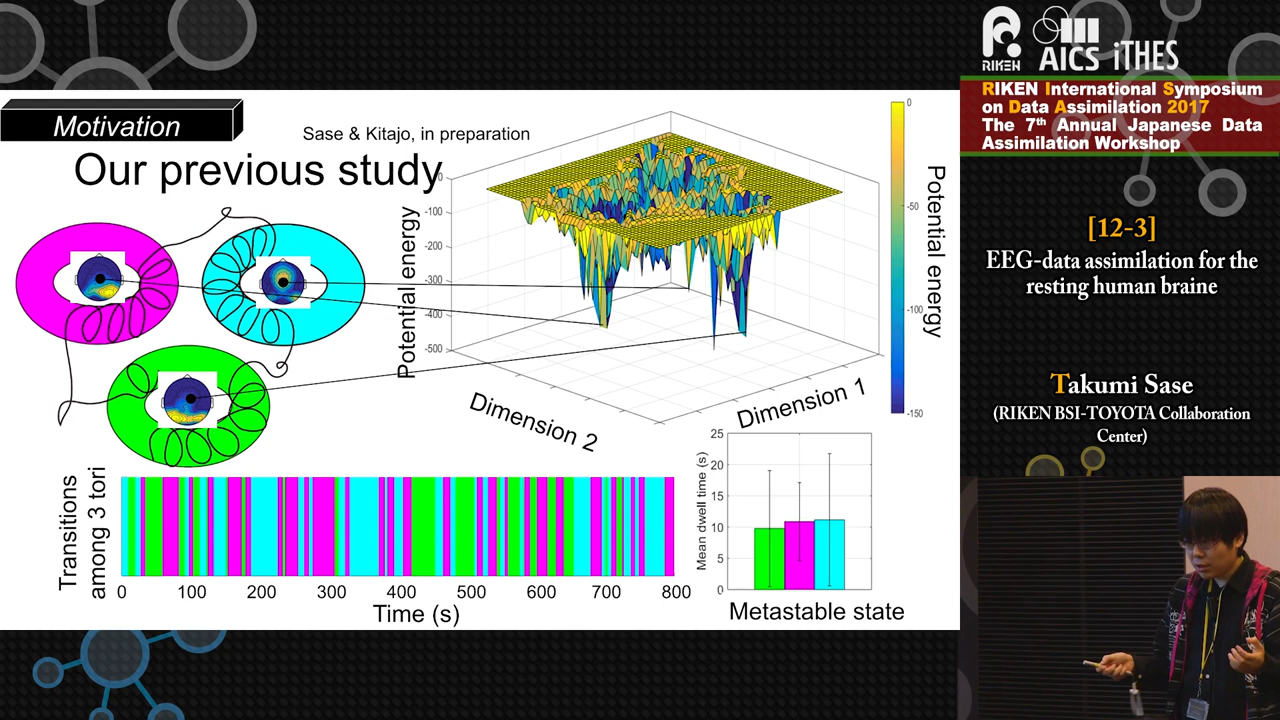 Motivation
Sase & Kitajo, in preparation
Our previous study
Potential energy
0
-100
-200
-300
-400
-500
Dimension 2
Dimension 1
0
-50
-100
-150
Potential energy
Transitions
among 3 tori
0 100 200 300 400 500 600 700 800
Time (s)
Mean dwell time (s)
25
20
15
10
5
0
Metastable state
RIKEN AICS iTHES
RIKEN International Symposium
on Data Assimilation 2017
The 7th Annual Japanese Data
Assimilation Workshop
[12-3]
EEG-data assimilation for the
resting human braine
Takumi Sase
(RIKEN BSI-TOYOTA Collaboration
Center)